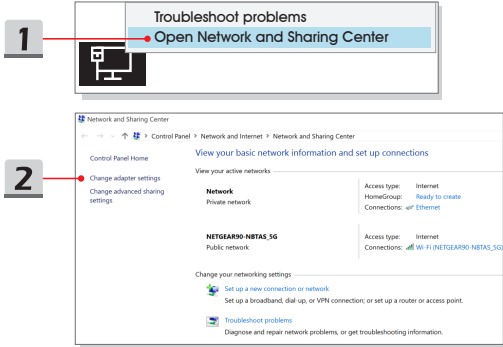 1
Troubleshoot problems
Open Network and Sharing Center
2
Network and Sharing Center
Control Panel > Network and Internet > Network and Sharing Center
Control Panel Home
Change adapter settings
Change advanced sharing
settings
View your basic network information and set up connections
View your active networks
Network
Private network
Access type: Internet
HomeGroup: Ready to create
Connections: Ethernet
NETGEAR90-NBTAS_5G
Public network
Access type: Internet
Connections: Wi-Fi (NETGEAR90-NBTAS_5G)
Change your networking settings
Set up a new connection or network
Set up a broadband, dial-up, or VPN connection; or set up a router or access point.
Troubleshoot problems
Diagnose and repair network problems, or get troubleshooting information.